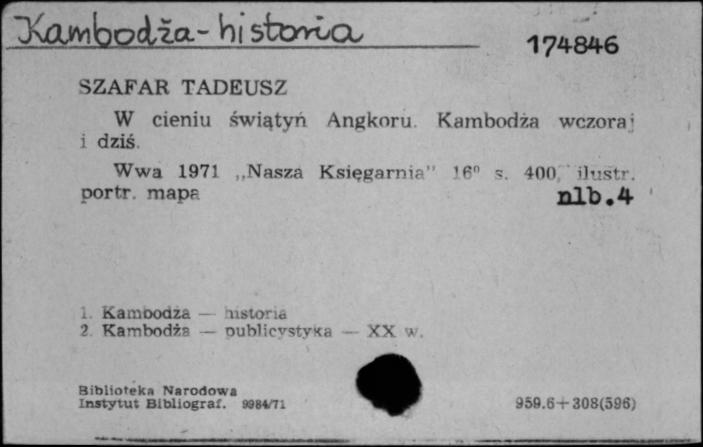 Kambodża - historia
174846
SZAFAR TADEUSZ
W cieniu świątyń Angkoru. Kambodża wczoraj
i dziś.
Wwa 1971 „Nasza Księgarnia” 16° s. 400, ilustr.
portr. mapa
nlb.4
1. Kambodża — historia
2. Kambodża — publicystyka — XX w.
Biblioteka Narodowa
Instytut Bibliograf. 9984/71
959.6+308(596)